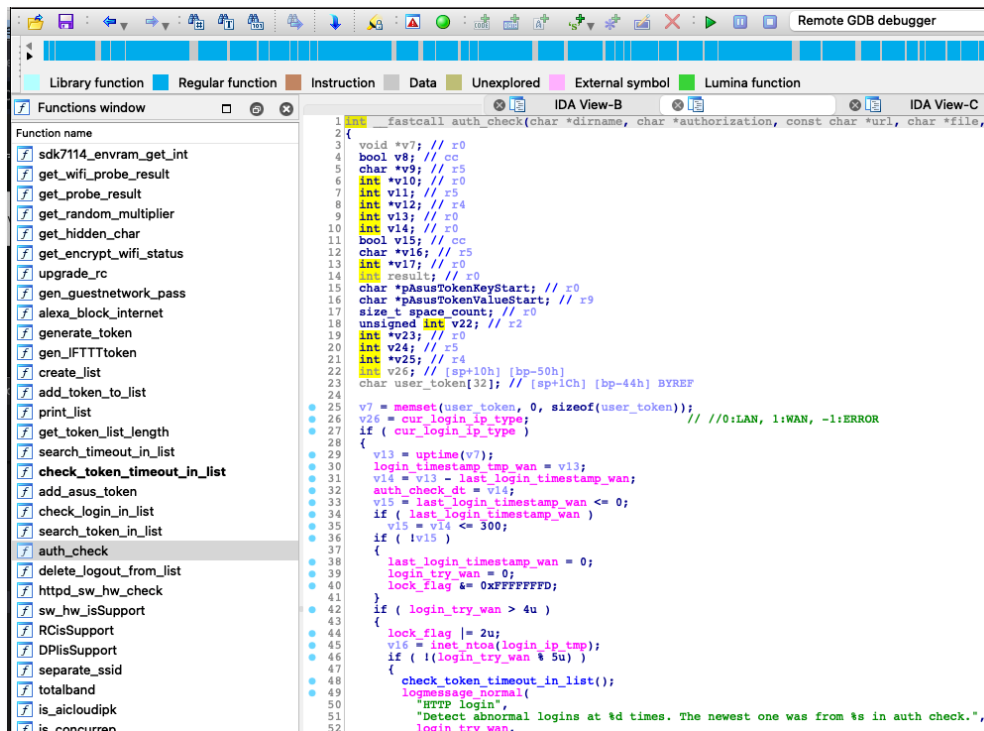 Remote GDB debugger
Library function Regular function Instruction Data Unexplored External symbol Lumina function
Functions window
IDA View-B
IDA View-C
Function name
sdk7114_envram_get_int
get_wifi_probe_result
get_probe_result
get_random_multiplier
get_hidden_char
get_encrypt_wifi_status
upgrade_rc
gen_guestnetwork_pass
alexa_block_internet
generate_token
gen_IFTTTtoken
create_list
add_token_to_list
print_list
get_token_list_length
search_timeout_in_list
check_token_timeout_in_list
add_asus_token
check_login_in_list
search_token_in_list
auth_check
delete_logout_from_list
httpd_sw_hw_check
sw_hw_isSupport
RCisSupport
DPIisSupport
separate_ssid
totalband
is_aicloudipk
is_concurrep
1 int __fastcall auth_check(char *dirname, char *authorization, const char *url, char *file,
2 {
3 void *v7; // r0
4 bool v8; // cc
5 char *v9; // r5
6 int *v10; // r0
7 int v11; // r5
8 int *v12; // r4
9 int v13; // r0
10 int v14; // r0
11 bool v15; // cc
12 char *v16; // r5
13 int *v17; // r0
14 int result; // r0
15 char *pAsusTokenKeyStart; // r0
16 char *pAsusTokenValueStart; // r9
17 size_t space_count; // r0
18 unsigned int v22; // r2
19 int *v23; // r0
20 int v24; // r5
21 int *v25; // r4
22 int v26; // [sp+10h] [bp-50h]
23 char user_token[32]; // [sp+1Ch] [bp-44h] BYREF
24
25 v7 = memset(user_token, 0, sizeof(user_token));
26 v26 = cur_login_ip_type; // //0:LAN, 1:WAN, -1:ERROR
27 if ( cur_login_ip_type )
28 {
29 v13 = uptime(v7);
30 login_timestamp_tmp_wan = v13;
31 v14 = v13 - last_login_timestamp_wan;
32 auth_check_dt = v14;
33 v15 = last_login_timestamp_wan <= 0;
34 if ( last_login_timestamp_wan )
35 v15 = v14 <= 300;
36 if ( !v15 )
37 {
38 last_login_timestamp_wan = 0;
39 login_try_wan = 0;
40 lock_flag &= 0xFFFFFFFD;
41 }
42 if ( login_try_wan > 4u )
43 {
44 lock_flag |= 2u;
45 v16 = inet_ntoa(login_ip_tmp);
46 if ( !(login_try_wan % 5u) )
47 {
48 check_token_timeout_in_list();
49 logmessage_normal(
50 "HTTP login",
51 "Detect abnormal logins at %d times. The newest one was from %s in auth check.",
52 login_try_wan,